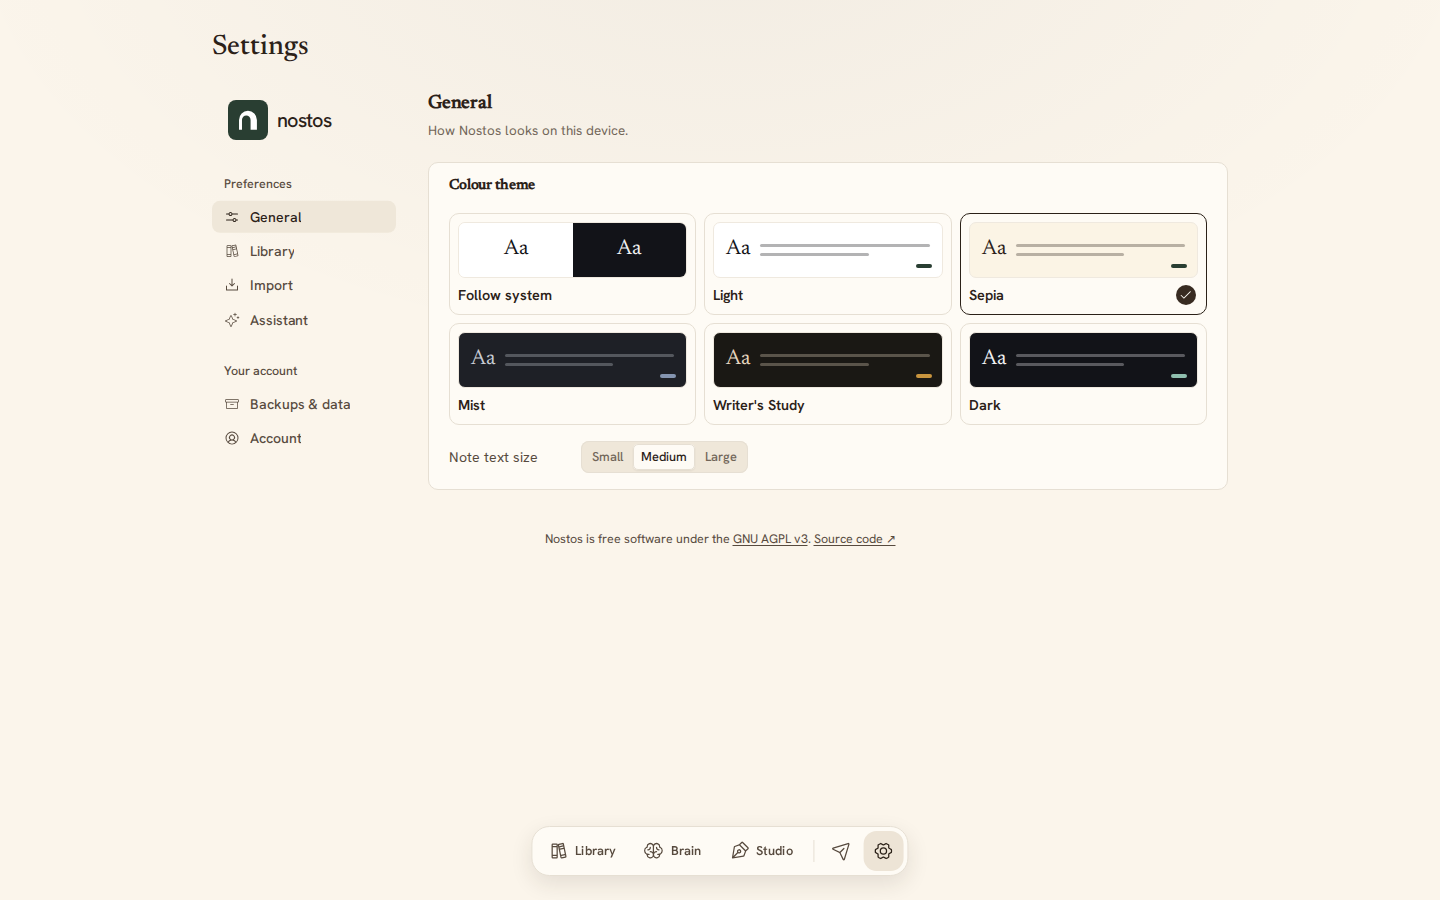 Settings
nostos
Preferences
General
Library
Import
Assistant
Your account
Backups & data
Account
General
How Nostos looks on this device.
Colour theme
Aa Aa
Follow system
Aa
Light
Aa
Sepia
Aa
Mist
Aa
Writer's Study
Aa
Dark
Note text size
Small Medium Large
Nostos is free software under the GNU AGPL v3. Source code ↗
Library Brain Studio